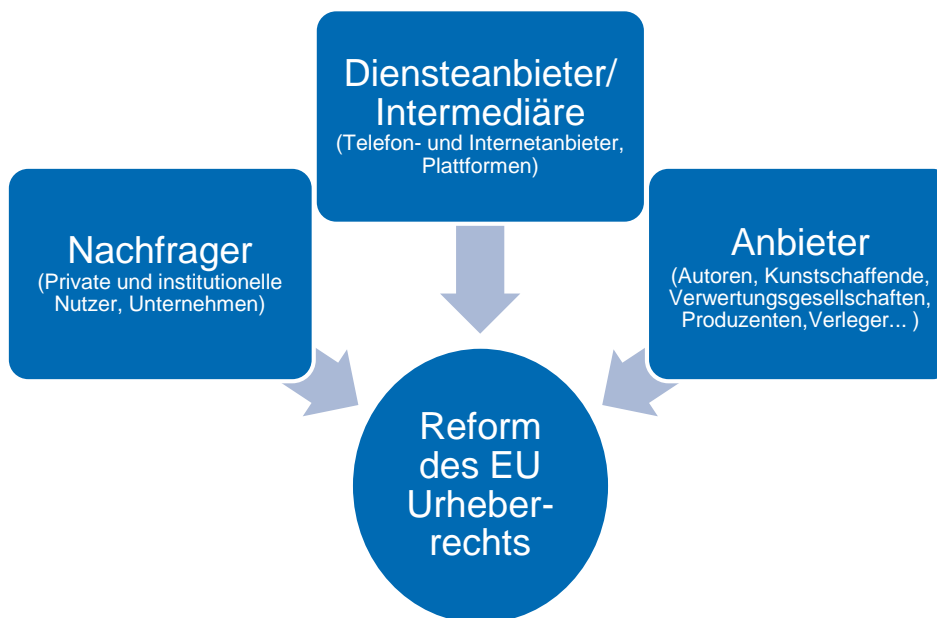 Diensteanbieter/
Intermediäre
(Telefon- und Internetanbieter,
Plattformen)
Nachfrager
(Private und institutionelle
Nutzer, Unternehmen)
Anbieter
(Autoren, Kunstschaffende,
Verwertungsgesellschaften,
Produzenten,Verleger... )
Reform
des EU
Urheber-
rechts